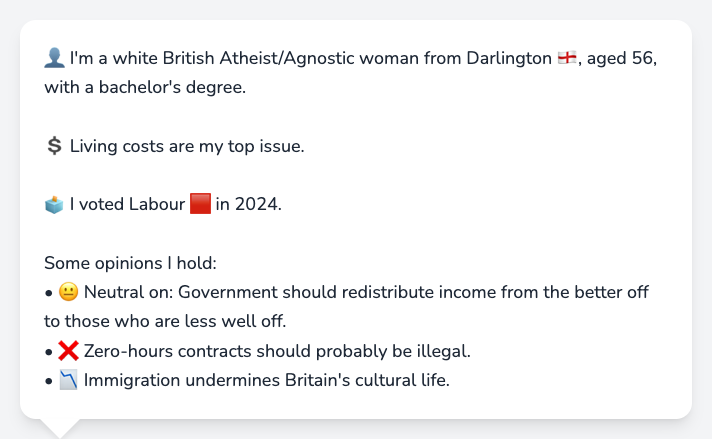 👤 I'm a white British Atheist/Agnostic woman from Darlington 🏴󠁧󠁢󠁥󠁮󠁧󠁿, aged 56,
with a bachelor's degree.
💲 Living costs are my top issue.
🗳️ I voted Labour 🟥 in 2024.
Some opinions I hold:
• 😐 Neutral on: Government should redistribute income from the better off
to those who are less well off.
• ❌ Zero-hours contracts should probably be illegal.
• 📉 Immigration undermines Britain's cultural life.